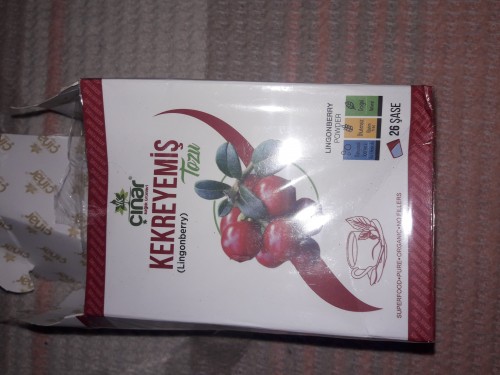 çınar
KEKREYEMİŞ
Tozu
(Lingonberry)
LINGONBERRY
POWDER
26 ŞASE
SUPERFOOD•PURE•ORGANIC•NO FILLERS